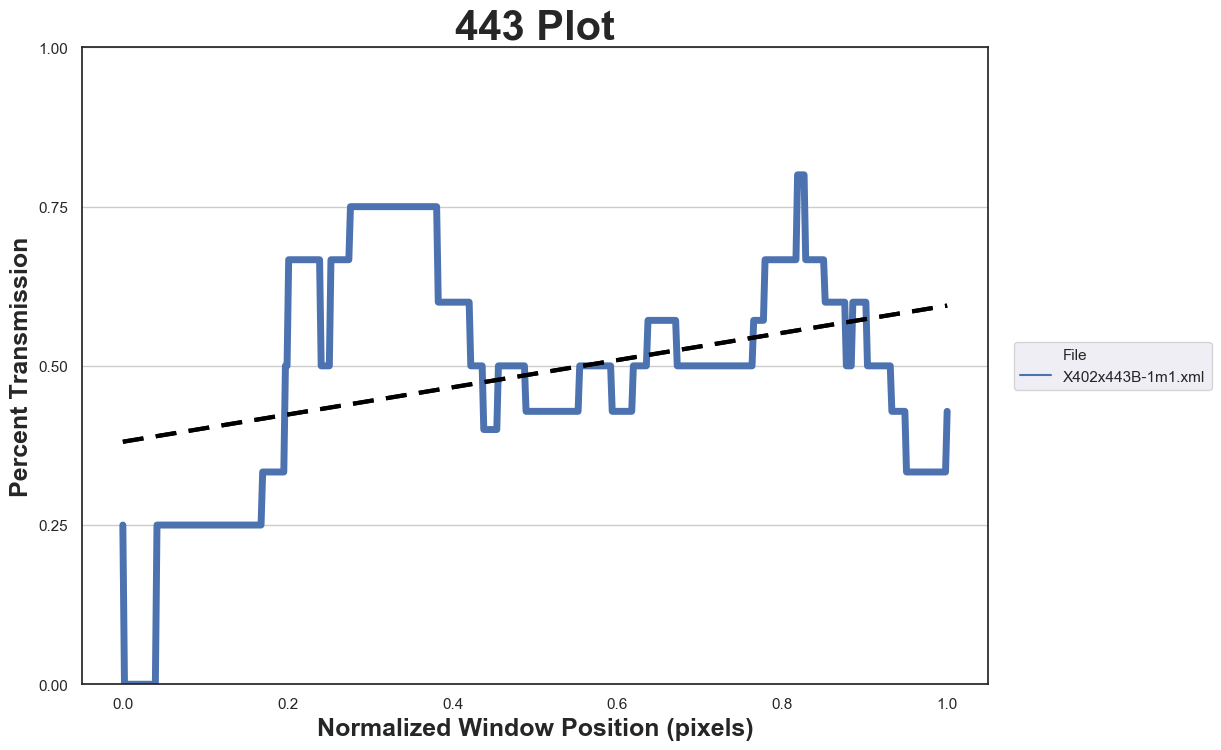 443 Plot
Percent Transmission
1.00
0.75
0.50
0.25
0.00
0.0 0.2 0.4 0.6 0.8 1.0
Normalized Window Position (pixels)
File
X402x443B-1m1.xml